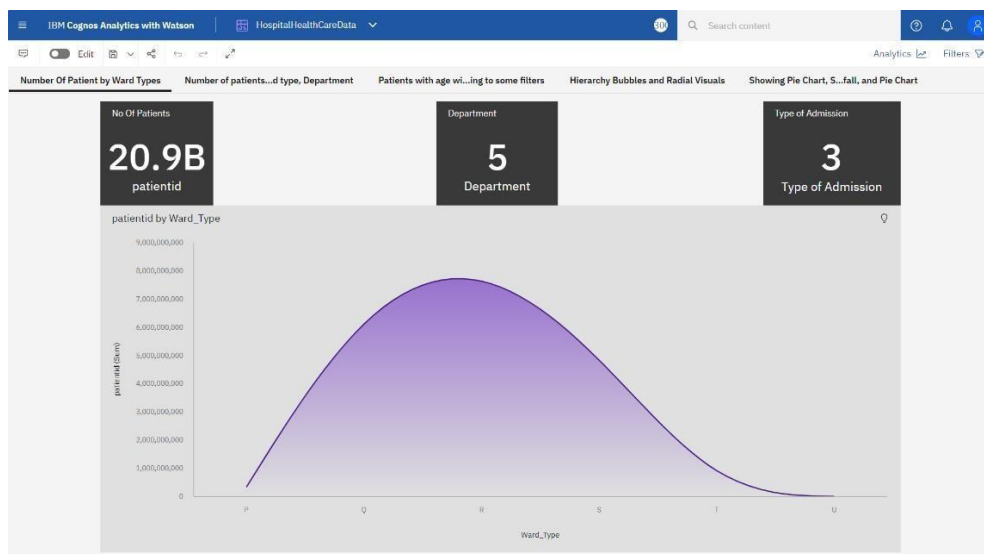 IBM Cognos Analytics with Watson
HospitalHealthCareData
Search content
Edit
Analytics
Filters
Number Of Patient by Ward Types
Number of patients...d type, Department
Patients with age wi...ing to some filters
Hierarchy Bubbles and Radial Visuals
Showing Pie Chart, S...fall, and Pie Chart
No Of Patients
20.9B
patientid
Department
5
Department
Type of Admission
3
Type of Admission
patientid by Ward_Type
9,000,000,000
8,000,000,000
7,000,000,000
6,000,000,000
5,000,000,000
4,000,000,000
3,000,000,000
2,000,000,000
1,000,000,000
0
patientid (Sum)
P
Q
R
S
T
U
Ward_Type